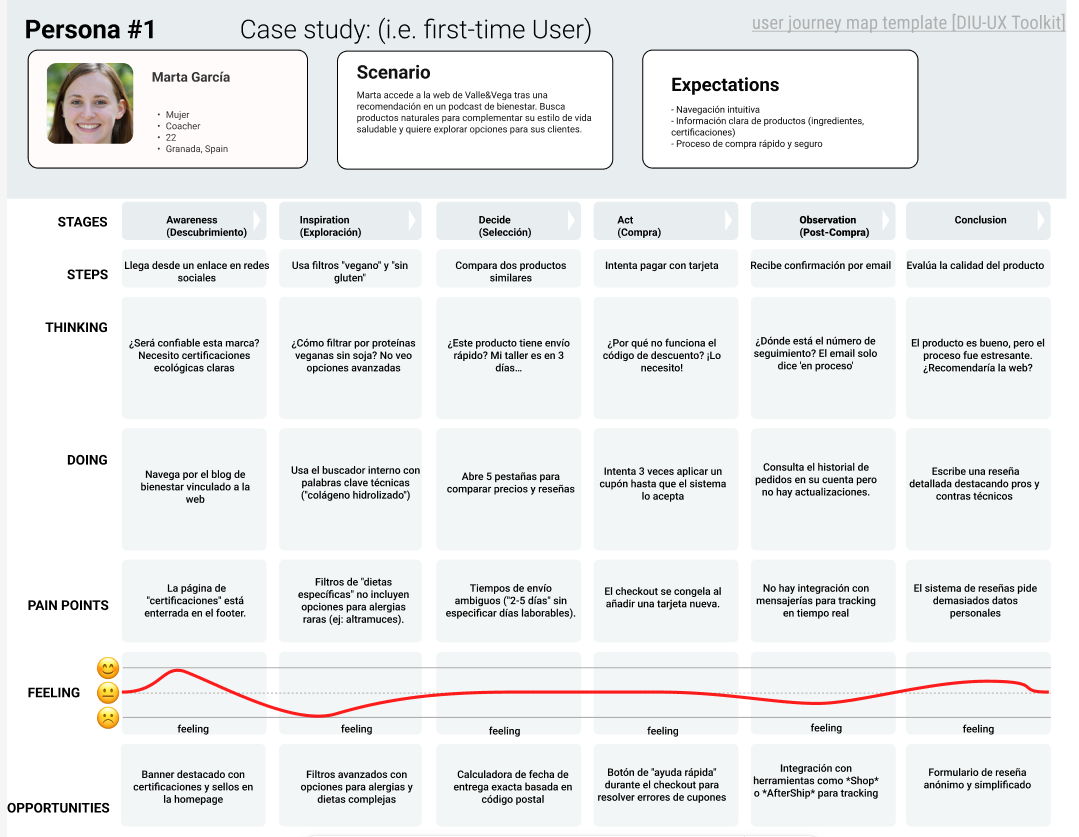 Persona #1
Case study: (i.e. first-time User)
user journey map template [DIU-UX Toolkit]
Marta García
• Mujer
• Coacher
• 22
• Granada, Spain
Scenario
Marta accede a la web de Valle&Vega tras una
recomendación en un podcast de bienestar. Busca
productos naturales para complementar su estilo de vida
saludable y quiere explorar opciones para sus clientes.
Expectations
- Navegación intuitiva
- Información clara de productos (ingredientes,
certificaciones)
- Proceso de compra rápido y seguro
STAGES
Awareness
(Descubrimiento)
Inspiration
(Exploración)
Decide
(Selección)
Act
(Compra)
Observation
(Post-Compra)
Conclusion
STEPS
Llega desde un enlace en redes
sociales
Usa filtros "vegano" y "sin
gluten"
Compara dos productos
similares
Intenta pagar con tarjeta
Recibe confirmación por email
Evalúa la calidad del producto
THINKING
¿Será confiable esta marca?
Necesito certificaciones
ecológicas claras
¿Cómo filtrar por proteínas
veganas sin soja? No veo
opciones avanzadas
¿Este producto tiene envío
rápido? Mi taller es en 3
días...
¿Por qué no funciona el
código de descuento? ¡Lo
necesito!
¿Dónde está el número de
seguimiento? El email solo
dice 'en proceso'
El producto es bueno, pero el
proceso fue estresante.
¿Recomendaría la web?
DOING
Navega por el blog de
bienestar vinculado a la
web
Usa el buscador interno con
palabras clave técnicas
("colágeno hidrolizado")
Abre 5 pestañas para
comparar precios y reseñas
Intenta 3 veces aplicar un
cupón hasta que el sistema
lo acepta
Consulta el historial de
pedidos en su cuenta pero
no hay actualizaciones.
Escribe una reseña
detallada destacando pros y
contras técnicos
PAIN POINTS
La página de
"certificaciones" está
enterrada en el footer.
Filtros de "dietas
específicas" no incluyen
opciones para alergias
raras (ej: altramuces).
Tiempos de envío
ambiguos ("2-5 días" sin
especificar días laborables).
El checkout se congela al
añadir una tarjeta nueva.
No hay integración con
mensajerías para tracking
en tiempo real
El sistema de reseñas pide
demasiados datos
personales
FEELING
feeling
feeling
feeling
feeling
feeling
feeling
OPPORTUNITIES
Banner destacado con
certificaciones y sellos en
la homepage
Filtros avanzados con
opciones para alergias y
dietas complejas
Calculadora de fecha de
entrega exacta basada en
código postal
Botón de "ayuda rápida"
durante el checkout para
resolver errores de cupones
Integración con
herramientas como *Shop*
o *AfterShip* para tracking
Formulario de reseña
anónimo y simplificado